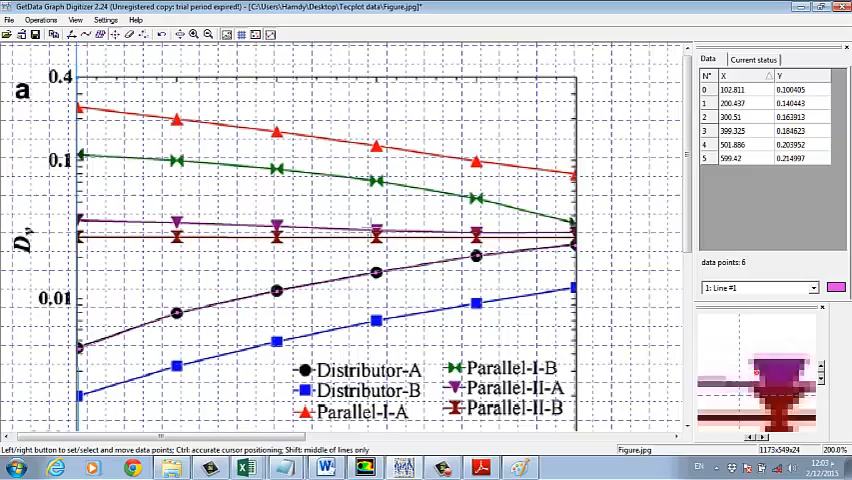 GetData Graph Digitizer 2.24 (Unregistered copy: trial period expired!) - [C:\Users\Hamdy\Desktop\Tecplot data\Figure.jpg]*
File Operations View Settings Help
a
0.4
0.1
0.01
Dv
Distributor-A
Distributor-B
Parallel-I-A
Parallel-I-B
Parallel-II-A
Parallel-II-B
Data Current status
N° X Y
0 102.811 0.100405
1 200.437 0.140443
2 300.51 0.163913
3 399.325 0.184623
4 501.886 0.203952
5 599.42 0.214997
data points: 6
1: Line #1
Left/right button to set/select and move data points; Ctrl: accurate cursor positioning; Shift: middle of lines only
Figure.jpg
1173x549x24
200.0%
EN
12:03 م
2/12/2015